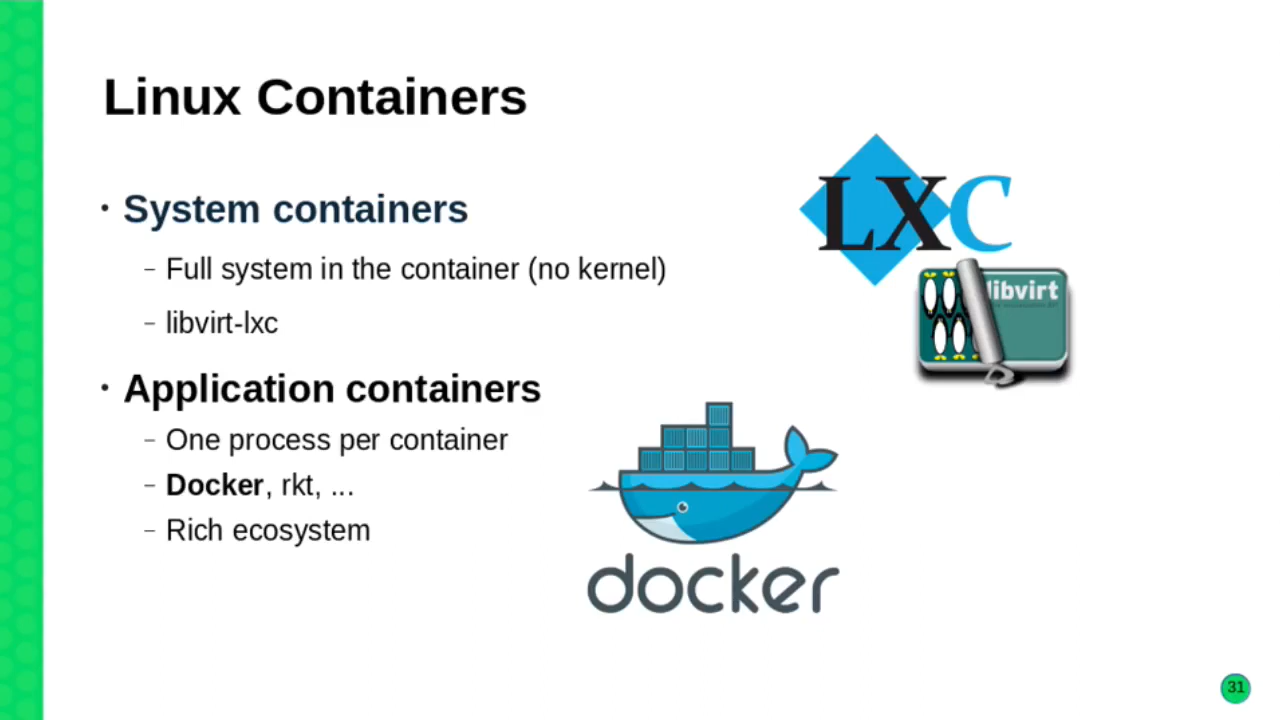 Linux Containers
• System containers
– Full system in the container (no kernel)
– libvirt-lxc
• Application containers
– One process per container
– Docker, rkt, ...
– Rich ecosystem
LXC
libvirt
docker
31